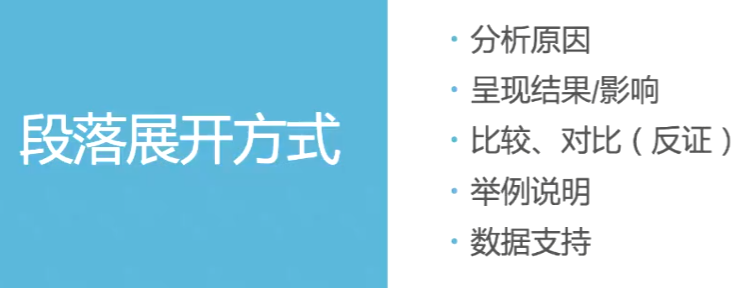 段落展开方式
· 分析原因
· 呈现结果/影响
· 比较、对比（反证）
· 举例说明
· 数据支持